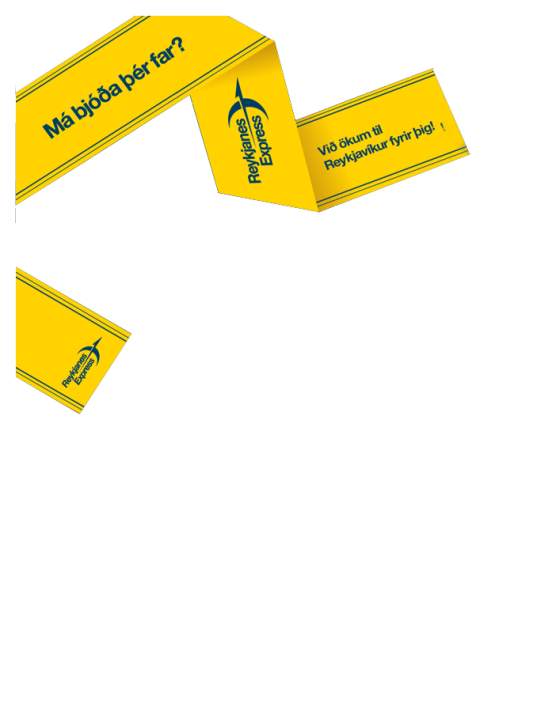 Má bjóða þér far?
Reykjanes
Express
Við ökum til
Reykjavíkur fyrir þig! !
Reykjanes
Express